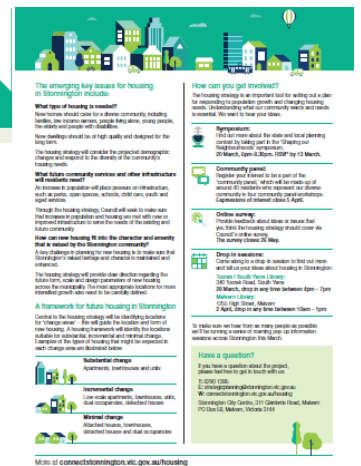 The emerging key issues for housing
in Stonnington include:
What type of housing is needed?
New homes should cater for a diverse community, including
families, low income earners, people living alone, young people,
the elderly and people with disabilities.
New dwellings should be of high quality and designed for the
long term.
The housing strategy will consider the projected demographic
changes and respond to the diversity of the community's
housing needs.
What future community services and other infrastructure
will residents need?
An increase in population will place pressure on infrastructure,
such as parks, open spaces, schools, child care, youth and
aged services.
Through the housing strategy, Council will seek to make sure
that increases in population and housing are met with new or
improved infrastructure to serve the needs of the existing and
future community.
How can new housing fit into the character and amenity
that is valued by the Stonnington community?
A key challenge in planning for new housing is to make sure that
Stonnington's valued heritage and character is maintained and
enhanced.
The housing strategy will provide clear direction regarding the
future form, scale and design parameters of new housing
across the municipality. The most appropriate locations for more
intensified growth also need to be carefully defined.
A framework for future housing in Stonnington
Central to the housing strategy will be identifying locations
for 'change areas' - this will guide the location and form of
new housing. A housing framework will identify the locations
suitable for substantial, incremental and minimal change.
Examples of the types of housing that might be expected in
each change area are illustrated below.
Substantial change
Apartments, townhouses and units
Incremental change
Low scale apartments, townhouses, units,
dual occupancies, detached houses
Minimal change
Attached houses, townhouses,
detached houses and dual occupancies
How can you get involved?
The housing strategy is an important tool for setting out a plan
for responding to population growth and changing housing
needs. Understanding what our community wants and needs
is essential. We want to hear your ideas.
Symposium:
Find out more about the state and local planning
context by taking part in the 'Shaping our
Neighbourhoods' symposium.
20 March, 6pm-8.30pm. RSVP by 13 March.
Community panel:
Register your interest to be a part of the
'community panel,' which will be made up of
around 40 residents who represent our diverse
community in four community panel workshops.
Expressions of interest close 5 April.
Online survey:
Provide feedback about ideas or issues that
you think the housing strategy should cover via
Council's online survey.
The survey closes 26 May.
Drop in sessions:
Come along to a drop in session to find out more
and tell us your ideas about housing in Stonnington:
Toorak / South Yarra Library:
340 Toorak Road, South Yarra
28 March, drop in any time between 6pm – 7pm
Malvern Library:
1255 High Street, Malvern
2 April, drop in any time between 10am – 1pm
To make sure we hear from as many people as possible
we'll be running a series of roaming pop-up information
sessions across Stonnington this March.
Have a question?
If you have a question about the project,
please feel free to get in touch with us:
T: 8290 1395
E: strategicplanning@stonnington.vic.gov.au
W: connectstonnington.vic.gov.au/housing
Stonnington City Centre, 311 Glenferrie Road, Malvern
PO Box 58, Malvern, Victoria 3144
More at connectstonnington.vic.gov.au/housing